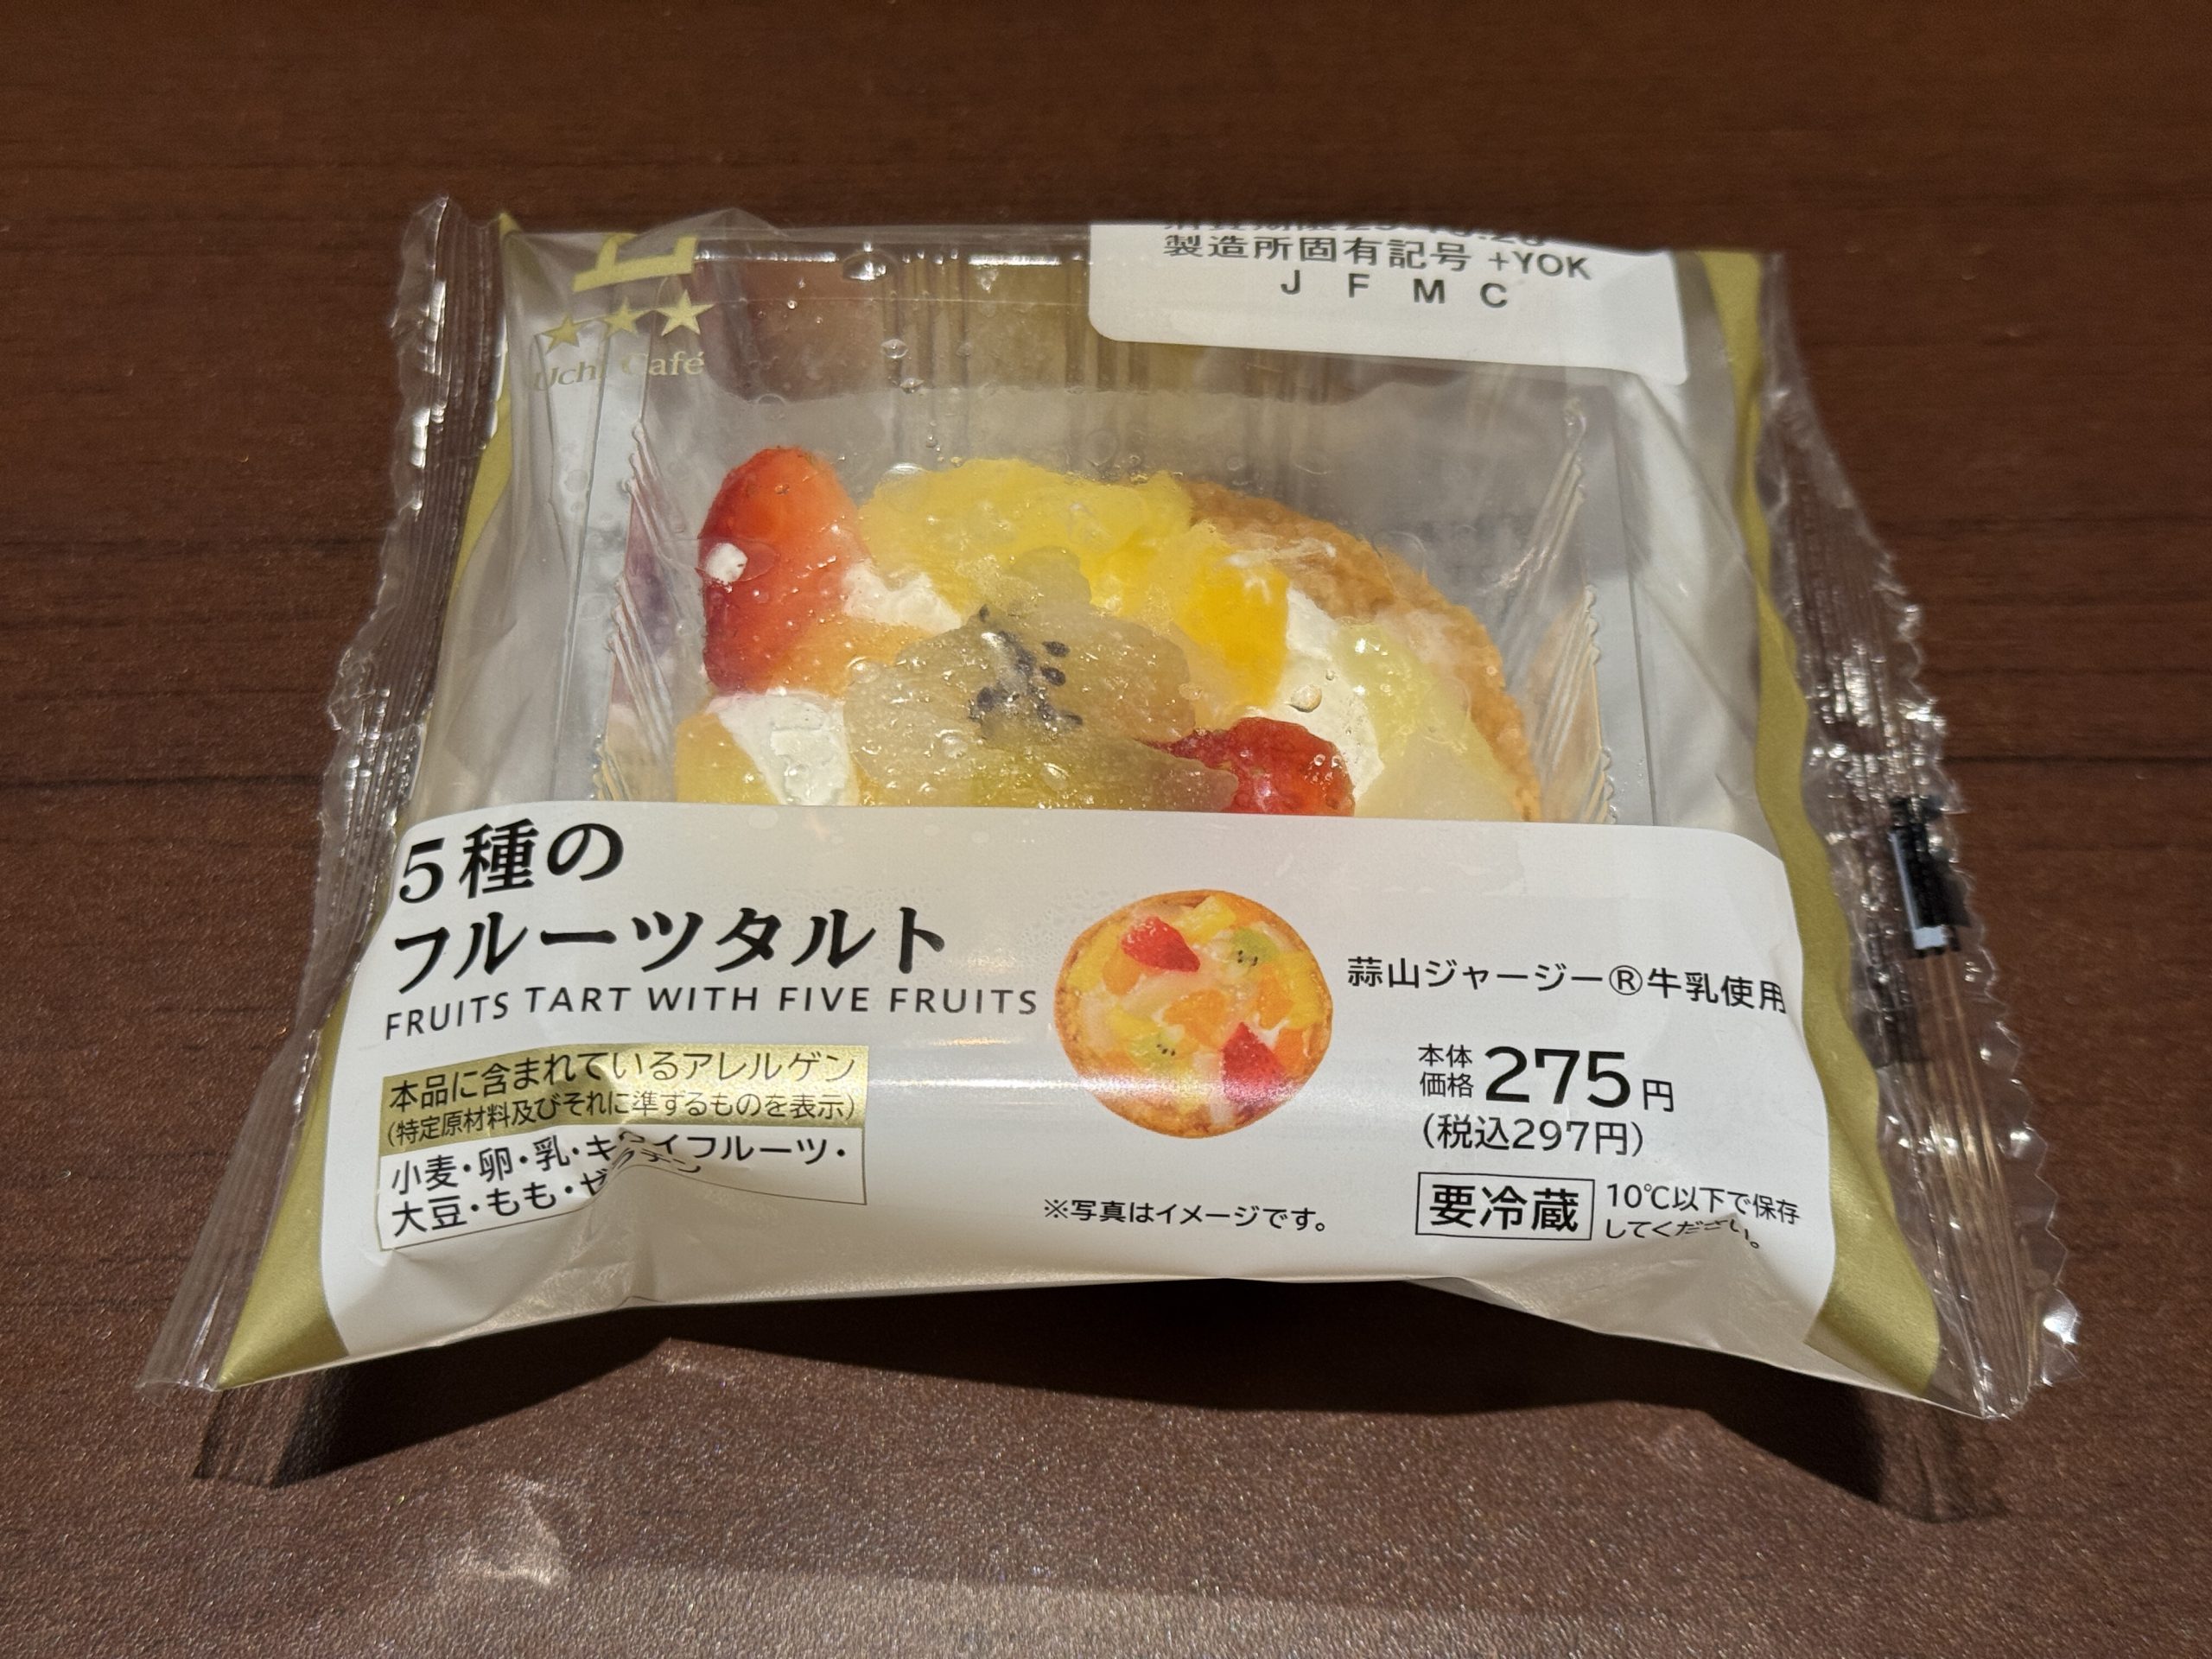 Uchi Café
製造所固有記号 +YOK
J F M C
5種の
フルーツタルト
FRUITS TART WITH FIVE FRUITS
蒜山ジャージー®牛乳使用
本体
価格 275円
(税込297円)
本品に含まれているアレルゲン
(特定原材料及びそれに準ずるものを表示)
小麦・卵・乳・キウイフルーツ・
大豆・もも・ゼラチン
※写真はイメージです。
要冷蔵 10℃以下で保存
してください。